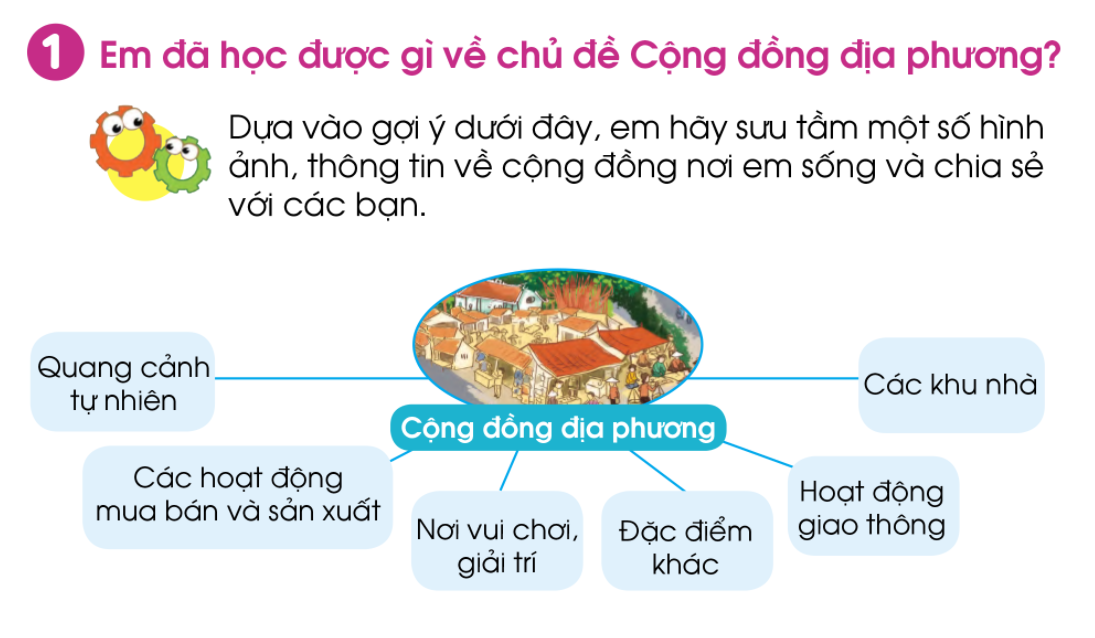 1 Em đã học được gì về chủ đề Cộng đồng địa phương?
Dựa vào gợi ý dưới đây, em hãy sưu tầm một số hình
ảnh, thông tin về cộng đồng nơi em sống và chia sẻ
với các bạn.
Quang cảnh
tự nhiên
Các khu nhà
Cộng đồng địa phương
Các hoạt động
mua bán và sản xuất
Nơi vui chơi,
giải trí
Đặc điểm
khác
Hoạt động
giao thông